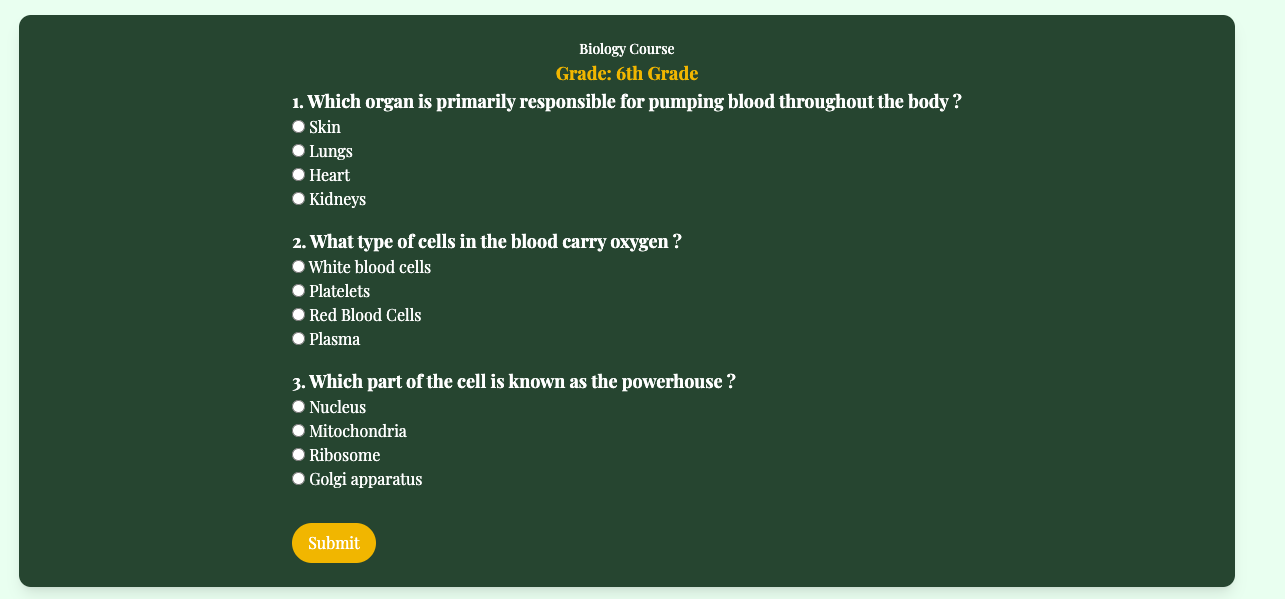 Biology Course
Grade: 6th Grade
1. Which organ is primarily responsible for pumping blood throughout the body ?
Skin
Lungs
Heart
Kidneys
2. What type of cells in the blood carry oxygen ?
White blood cells
Platelets
Red Blood Cells
Plasma
3. Which part of the cell is known as the powerhouse ?
Nucleus
Mitochondria
Ribosome
Golgi apparatus
Submit